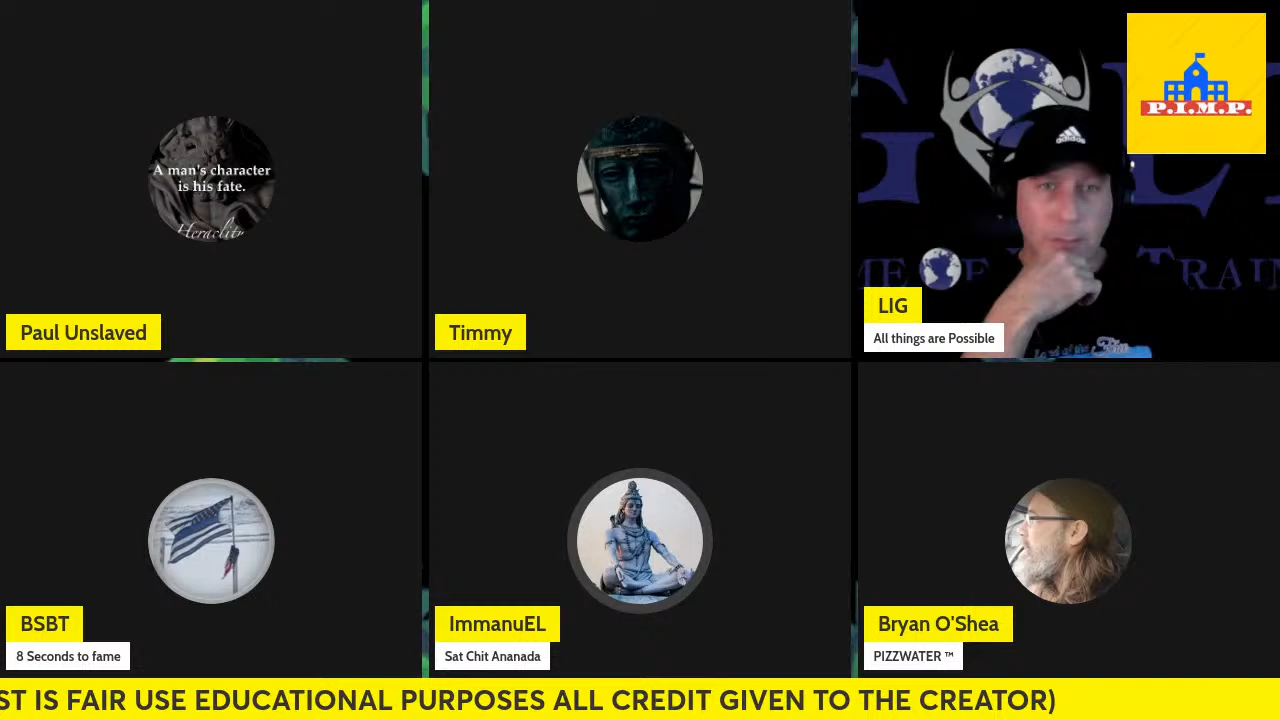 A man's character
is his fate.
Paul Unslaved
Timmy
P.I.M.P.
LIG
All things are Possible
BSBT
8 Seconds to fame
ImmanuEL
Sat Chit Ananada
Bryan O'Shea
PIZZWATER ™
ST IS FAIR USE EDUCATIONAL PURPOSES ALL CREDIT GIVEN TO THE CREATOR)